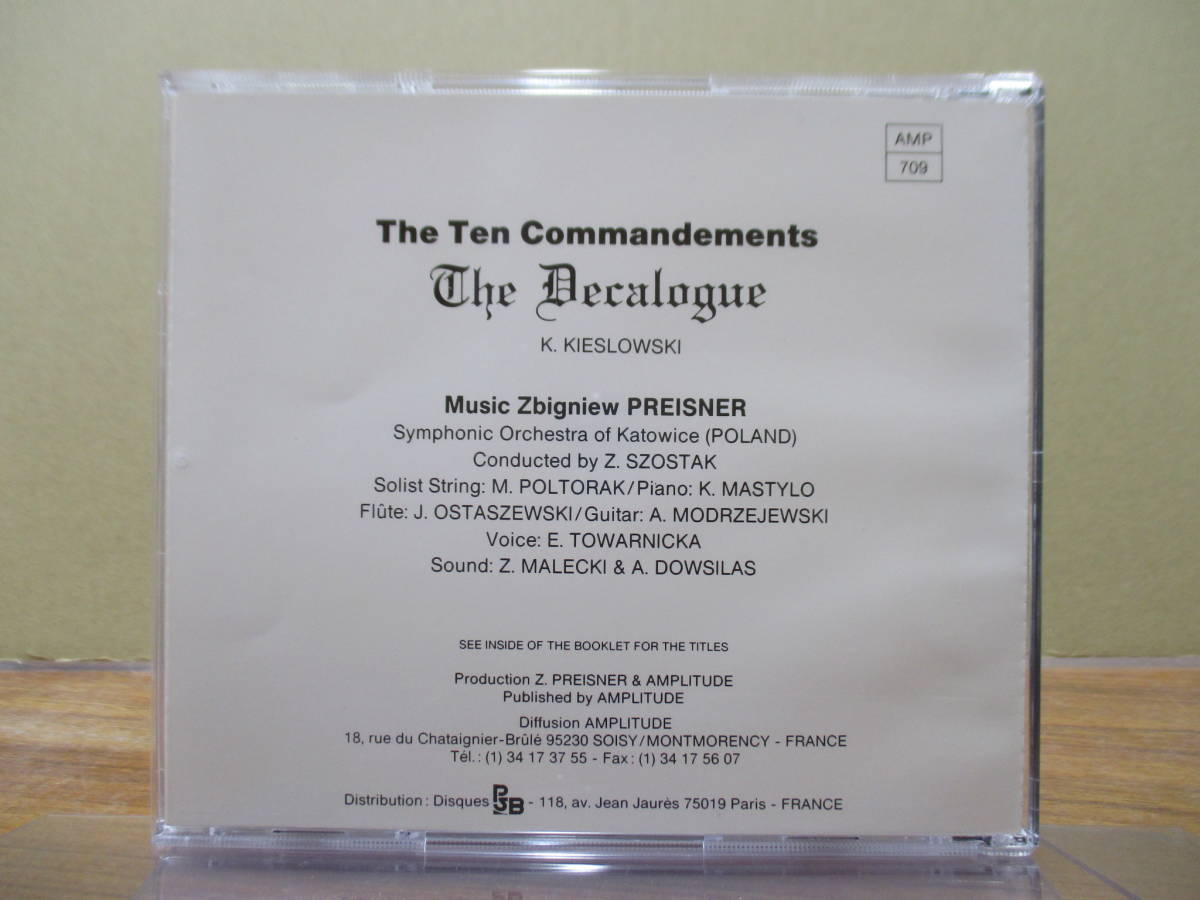 AMP
709
The Ten Commandements
The Decalogue
K. KIESLOWSKI
Music Zbigniew PREISNER
Symphonic Orchestra of Katowice (POLAND)
Conducted by Z. SZOSTAK
Solist String: M. POLTORAK/Piano: K. MASTYLO
Flûte: J. OSTASZEWSKI/Guitar: A. MODRZEJEWSKI
Voice: E. TOWARNICKA
Sound: Z. MALECKI & A. DOWSILAS
SEE INSIDE OF THE BOOKLET FOR THE TITLES
Production Z. PREISNER & AMPLITUDE
Published by AMPLITUDE
Diffusion AMPLITUDE
18, rue du Chataignier-Brûlé 95230 SOISY/MONTMORENCY - FRANCE
Tél.: (1) 34 17 37 55 - Fax: (1) 34 17 56 07
Distribution: Disques PJB - 118, av. Jean Jaurès 75019 Paris - FRANCE